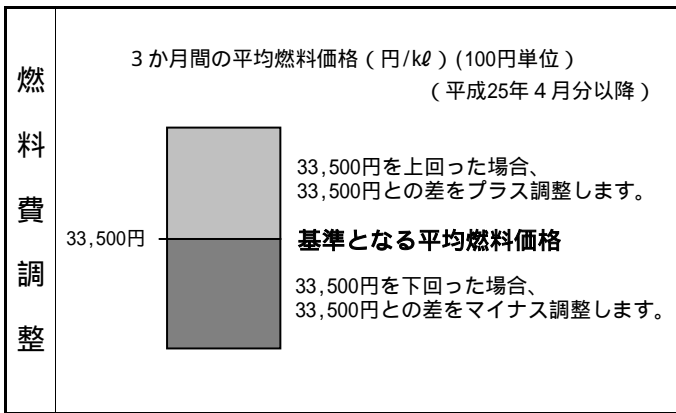 燃料費調整
3か月間の平均燃料価格(円/kℓ)(100円単位)
(平成25年4月分以降)
33,500円を上回った場合、
33,500円との差をプラス調整します。
33,500円
基準となる平均燃料価格
33,500円を下回った場合、
33,500円との差をマイナス調整します。